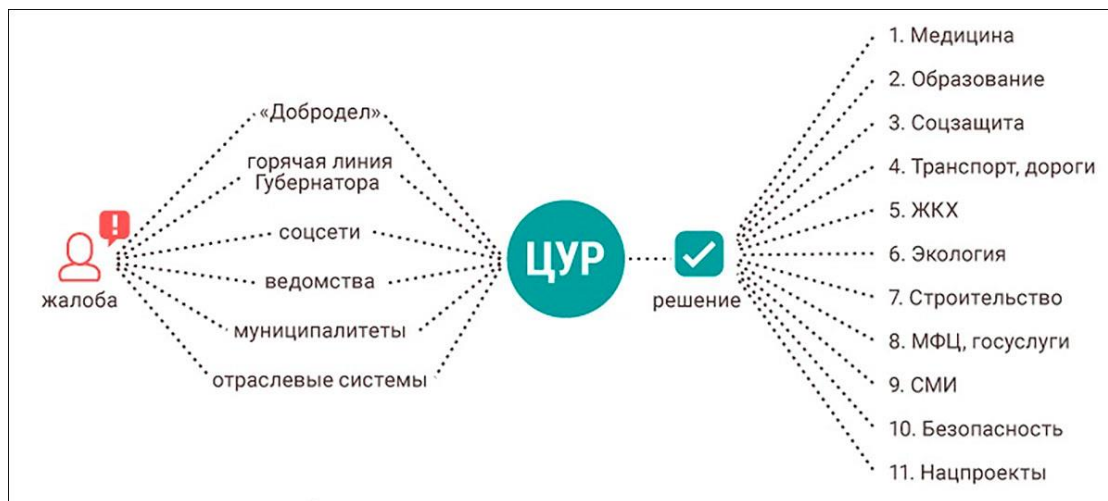 жалоба
«Добродел»
горячая линия
Губернатора
соцсети
ведомства
муниципалитеты
отраслевые системы
ЦУР
решение
1. Медицина
2. Образование
3. Соцзащита
4. Транспорт, дороги
5. ЖКХ
6. Экология
7. Строительство
8. МФЦ, госуслуги
9. СМИ
10. Безопасность
11. Нацпроекты